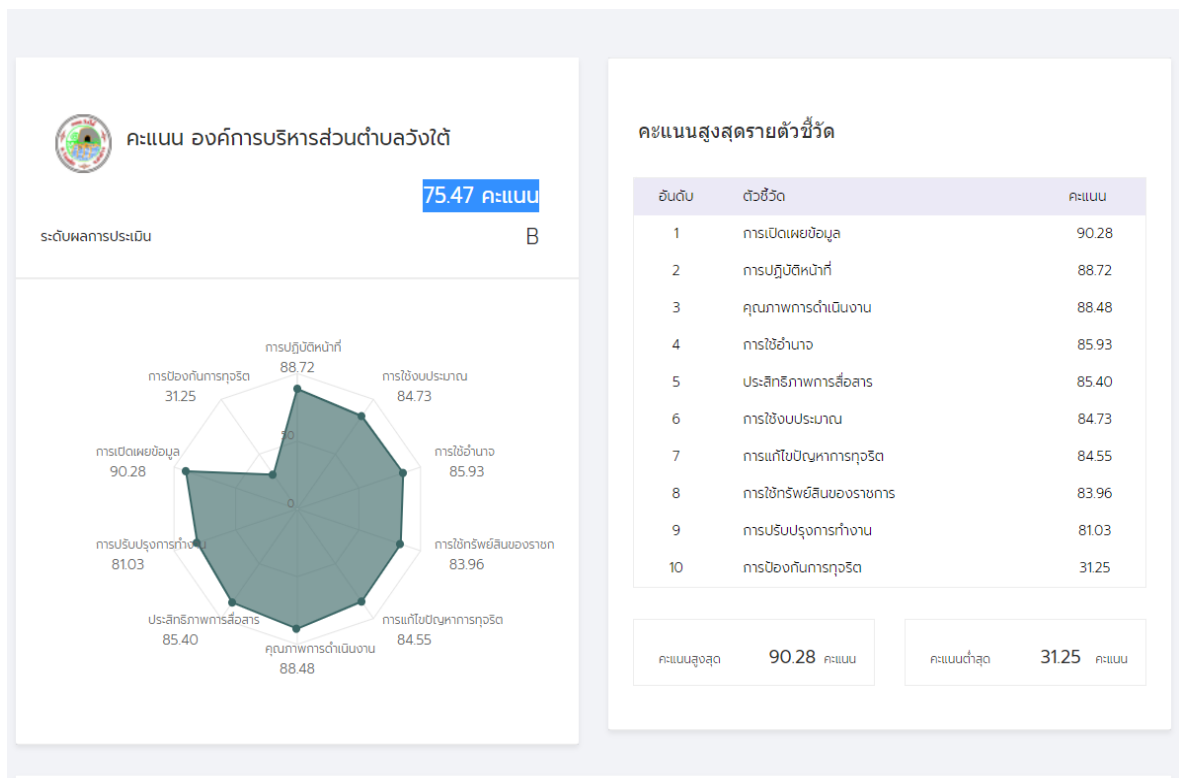 คะแนน องค์การบริหารส่วนตำบลวังใต้
75.47 คะแนน
ระดับผลการประเมิน B
การปฏิบัติหน้าที่
88.72
การป้องกันการทุจริต
31.25
การใช้งบประมาณ
84.73
50
การเปิดเผยข้อมูล
90.28
การใช้อำนาจ
85.93
0
การปรับปรุงการทำงาน
81.03
การใช้ทรัพย์สินของราชก
83.96
ประสิทธิภาพการสื่อสาร
85.40
การแก้ไขปัญหาการทุจริต
84.55
คุณภาพการดำเนินงาน
88.48
คะแนนสูงสุดรายตัวชี้วัด
อันดับ ตัวชี้วัด คะแนน
1 การเปิดเผยข้อมูล 90.28
2 การปฏิบัติหน้าที่ 88.72
3 คุณภาพการดำเนินงาน 88.48
4 การใช้อำนาจ 85.93
5 ประสิทธิภาพการสื่อสาร 85.40
6 การใช้งบประมาณ 84.73
7 การแก้ไขปัญหาการทุจริต 84.55
8 การใช้ทรัพย์สินของราชการ 83.96
9 การปรับปรุงการทำงาน 81.03
10 การป้องกันการทุจริต 31.25
คะแนนสูงสุด 90.28 คะแนน
คะแนนต่ำสุด 31.25 คะแนน